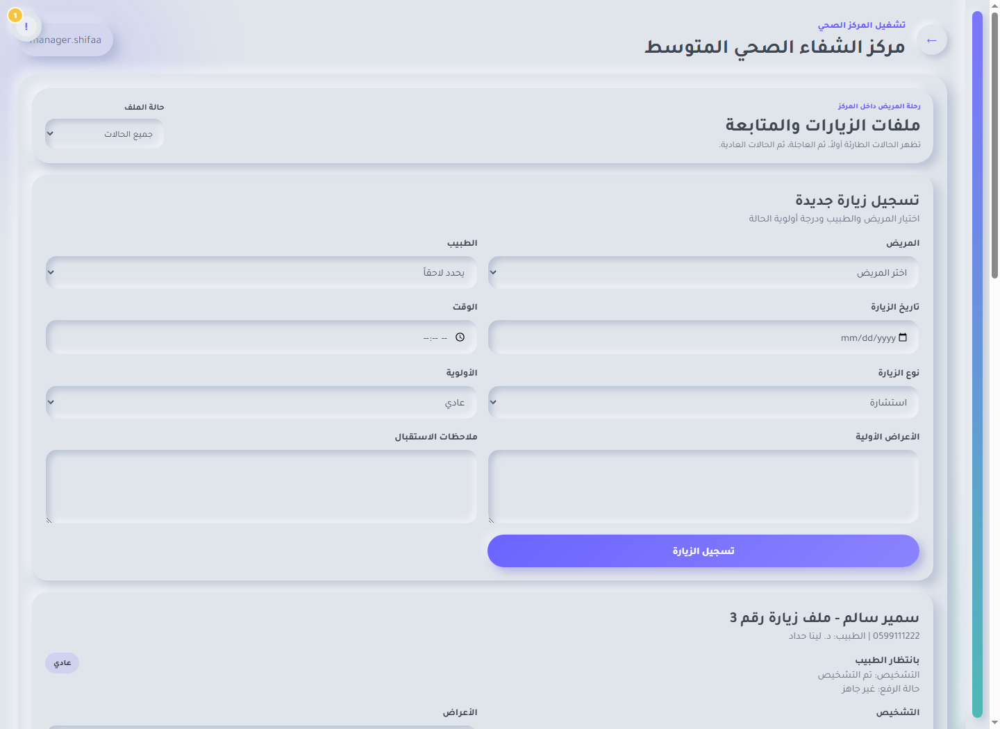 تشغيل المركز الصحي
←
مركز الشفاء الصحي المتوسط
1
!
manager.shifaa
رحلة المريض داخل المركز
ملفات الزيارات والمتابعة
تظهر الحالات الطارئة أولاً، ثم العاجلة، ثم الحالات العادية.
حالة الملف
جميع الحالات
تسجيل زيارة جديدة
اختيار المريض والطبيب ودرجة أولوية الحالة
المريض
اختر المريض
الطبيب
يحدد لاحقاً
تاريخ الزيارة
mm/dd/yyyy
الوقت
--:-- --
نوع الزيارة
استشارة
الأولوية
عادي
الأعراض الأولية
ملاحظات الاستقبال
تسجيل الزيارة
سمير سالم - ملف زيارة رقم 3
0599111222 | الطبيب: د. لينا حداد
بانتظار الطبيب
عادي
التشخيص: تم التشخيص
حالة الرفع: غير جاهز
التشخيص
الأعراض